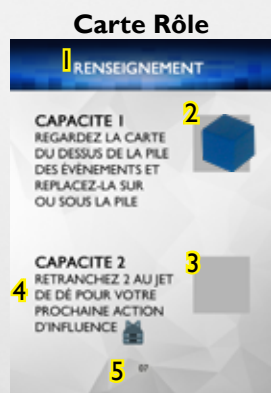 Carte Rôle
1
RENSEIGNEMENT
CAPACITE 1
2
REGARDEZ LA CARTE
DU DESSUS DE LA PILE
DES ÉVÈNEMENTS ET
REPLACEZ-LA SUR
OU SOUS LA PILE
CAPACITE 2
3
RETRANCHEZ 2 AU JET
4
DE DÉ POUR VOTRE
PROCHAINE ACTION
D'INFLUENCE
5
07